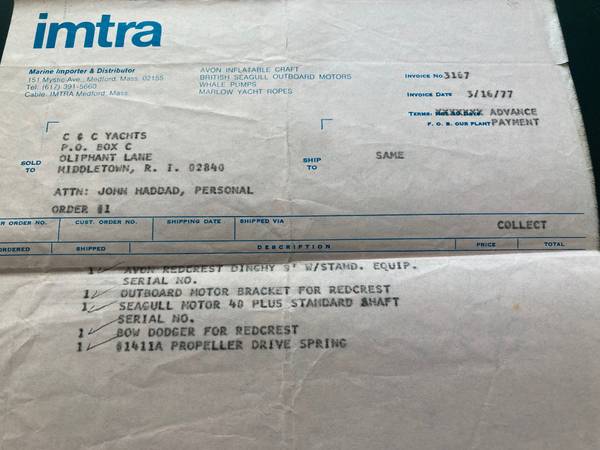 imtra
Marine Importer & Distributor
151 Mystic Ave., Medford, Mass. 02155
Tel: (617) 391-5660
Cable: IMTRA Medford, Mass.
AVON INFLATABLE CRAFT
BRITISH SEAGULL OUTBOARD MOTORS
WHALE PUMPS
MARLOW YACHT ROPES
INVOICE NO. 3167
INVOICE DATE 3/16/77
TERMS: ADVANCE
F. O. B. OUR PLANT PAYMENT
SOLD TO
C & C YACHTS
P.O. BOX C
OLIPHANT LANE
MIDDLETOWN, R. I. 02840
ATTN: JOHN HADDAD, PERSONAL
ORDER #1
SHIP TO
SAME
R ORDER NO. CUST. ORDER NO. SHIPPING DATE SHIPPED VIA
COLLECT
ORDERED SHIPPED DESCRIPTION PRICE TOTAL
1 AVON REDCREST DINGHY 9' W/STAND. EQUIP.
SERIAL NO.
1 OUTBOARD MOTOR BRACKET FOR REDCREST
1 SEAGULL MOTOR 40 PLUS STANDARD SHAFT
SERIAL NO.
1 BOW DODGER FOR REDCREST
1 #1411A PROPELLER DRIVE SPRING